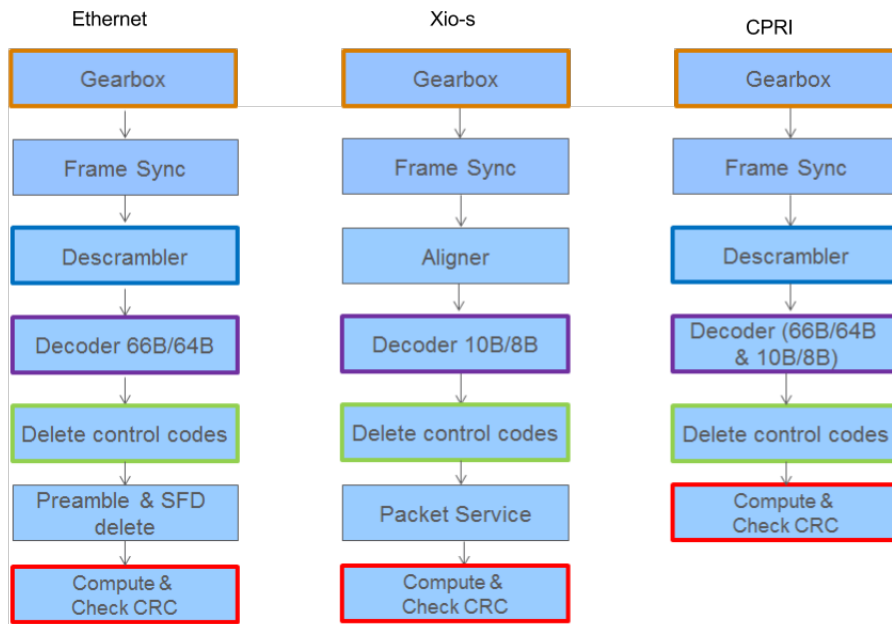 Ethernet
Gearbox
Frame Sync
Descrambler
Decoder 66B/64B
Delete control codes
Preamble & SFD
delete
Compute &
Check CRC
Xio-s
Gearbox
Frame Sync
Aligner
Decoder 10B/8B
Delete control codes
Packet Service
Compute &
Check CRC
CPRI
Gearbox
Frame Sync
Descrambler
Decoder (66B/64B
& 10B/8B)
Delete control codes
Compute &
Check CRC